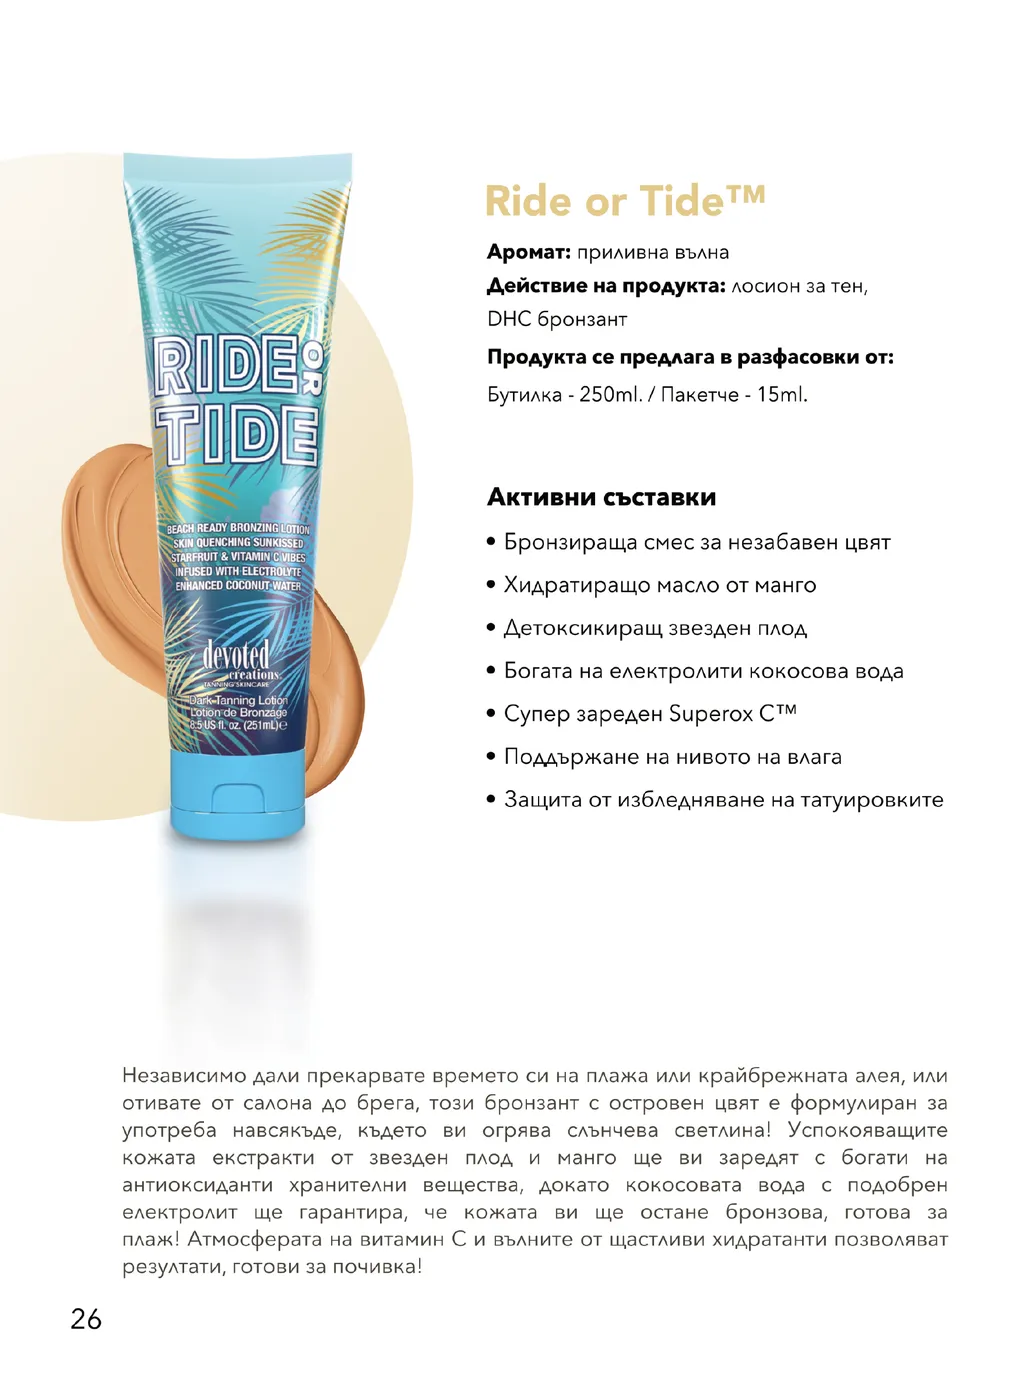 RIDE OR
TIDE
BEACH READY BRONZING LOTION
SKIN QUENCHING SUNKISSED
STARFRUIT & VITAMIN C VIBES
INFUSED WITH ELECTROLYTE
ENHANCED COCONUT WATER
devoted
creations
TANNING SKINCARE
Dark Tanning Lotion
Lotion de Bronzage
8.5 US fl. oz. (251mL)℮
Ride or Tide™
Аромат: приливна вълна
Действие на продукта: лосион за тен,
DHC бронзант
Продукта се предлага в разфасовки от:
Бутилка - 250ml. / Пакетче - 15ml.
Активни съставки
• Бронзираща смес за незабавен цвят
• Хидратиращо масло от манго
• Детоксикиращ звезден плод
• Богата на електролити кокосова вода
• Супер зареден Superox C™
• Поддържане на нивото на влага
• Защита от избледняване на татуировките
Независимо дали прекарвате времето си на плажа или крайбрежната алея, или
отивате от салона до брега, този бронзант с островен цвят е формулиран за
употреба навсякъде, където ви огрява слънчева светлина! Успокояващите
кожата екстракти от звезден плод и манго ще ви заредят с богати на
антиоксиданти хранителни вещества, докато кокосовата вода с подобрен
електролит ще гарантира, че кожата ви ще остане бронзова, готова за
плаж! Атмосферата на витамин С и вълните от щастливи хидратанти позволяват
резултати, готови за почивка!
26